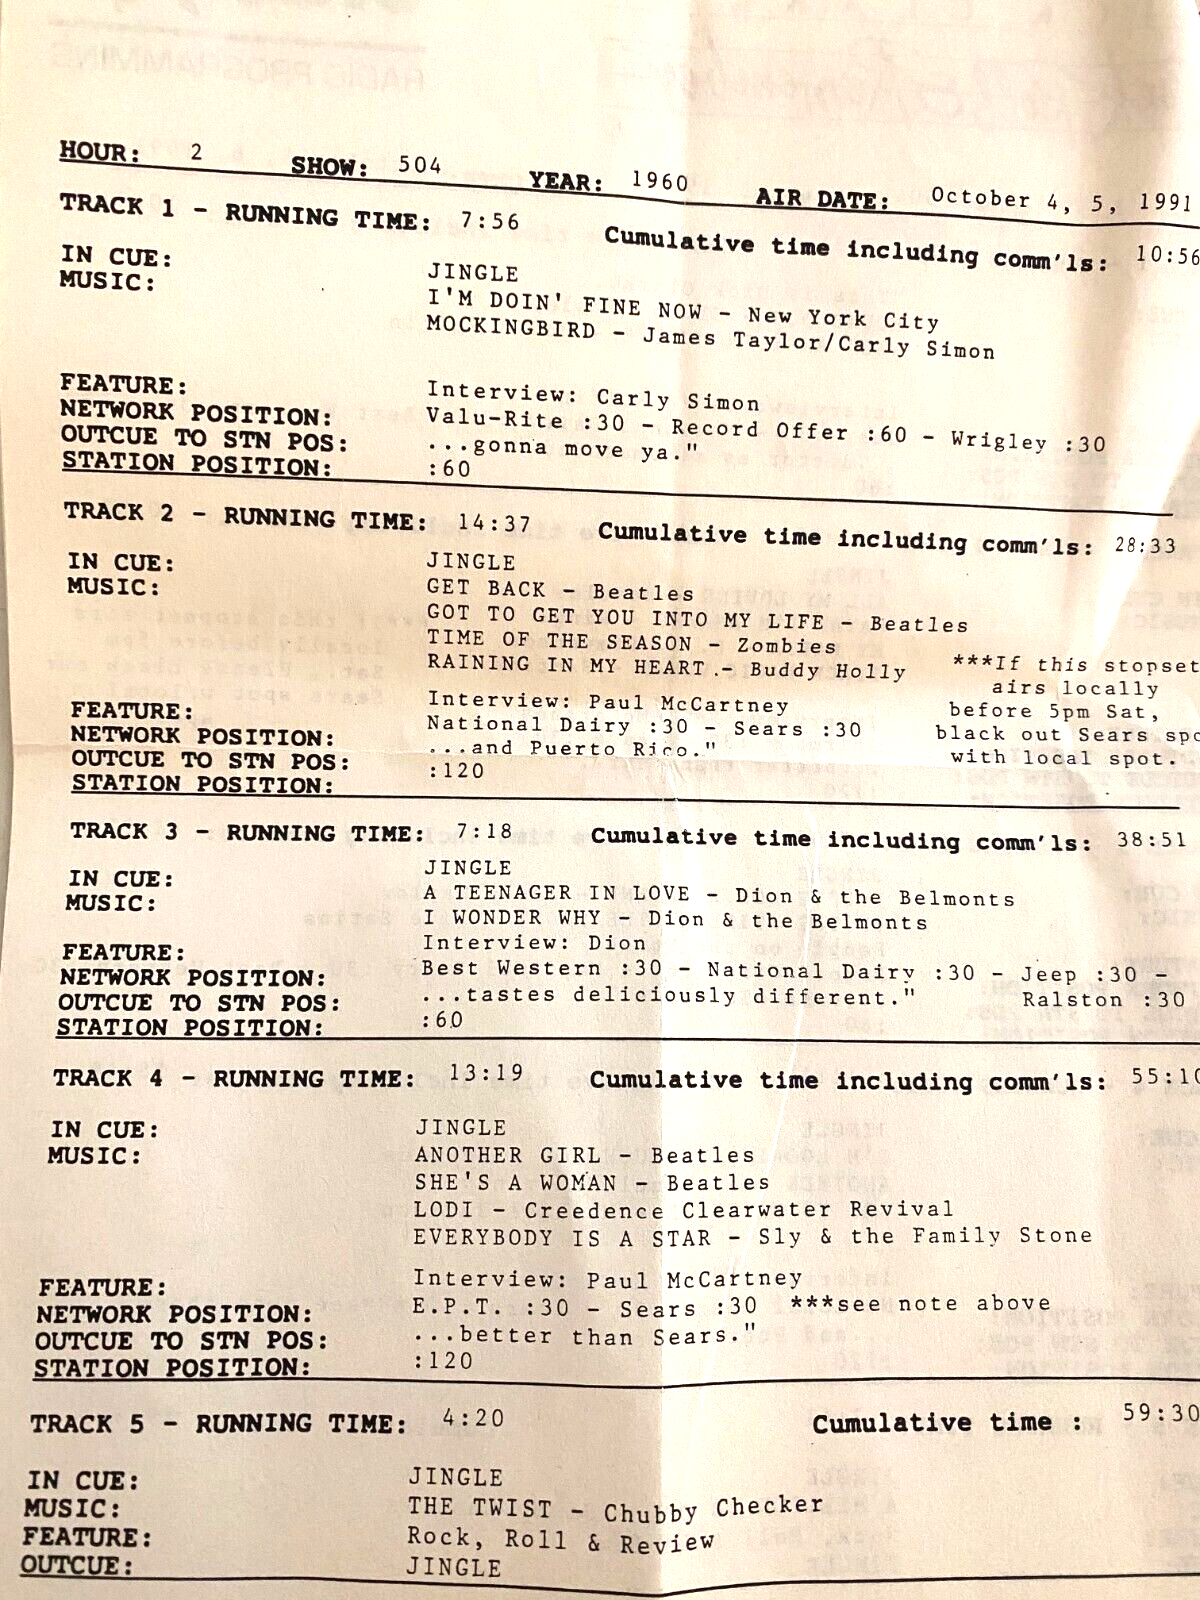 HOUR: 2 SHOW: 504 YEAR: 1960 AIR DATE: October 4, 5, 1991
TRACK 1 - RUNNING TIME: 7:56 Cumulative time including comm'ls: 10:56
IN CUE: JINGLE
MUSIC: I'M DOIN' FINE NOW - New York City
MOCKINGBIRD - James Taylor/Carly Simon
FEATURE: Interview: Carly Simon
NETWORK POSITION: Valu-Rite :30 - Record Offer :60 - Wrigley :30
OUTCUE TO STN POS: ...gonna move ya."
STATION POSITION: :60
TRACK 2 - RUNNING TIME: 14:37 Cumulative time including comm'ls: 28:33
IN CUE: JINGLE
MUSIC: GET BACK - Beatles
GOT TO GET YOU INTO MY LIFE - Beatles
TIME OF THE SEASON - Zombies
RAINING IN MY HEART - Buddy Holly
***If this stopset
airs locally
before 5pm Sat,
black out Sears spo
with local spot.
FEATURE: Interview: Paul McCartney
NETWORK POSITION: National Dairy :30 - Sears :30
OUTCUE TO STN POS: ...and Puerto Rico."
STATION POSITION: :120
TRACK 3 - RUNNING TIME: 7:18 Cumulative time including comm'ls: 38:51
IN CUE: JINGLE
MUSIC: A TEENAGER IN LOVE - Dion & the Belmonts
I WONDER WHY - Dion & the Belmonts
FEATURE: Interview: Dion
NETWORK POSITION: Best Western :30 - National Dairy :30 - Jeep :30 -
OUTCUE TO STN POS: ...tastes deliciously different." Ralston :30
STATION POSITION: :60
TRACK 4 - RUNNING TIME: 13:19 Cumulative time including comm'ls: 55:10
IN CUE: JINGLE
MUSIC: ANOTHER GIRL - Beatles
SHE'S A WOMAN - Beatles
LODI - Creedence Clearwater Revival
EVERYBODY IS A STAR - Sly & the Family Stone
FEATURE: Interview: Paul McCartney
NETWORK POSITION: E.P.T. :30 - Sears :30 ***see note above
OUTCUE TO STN POS: ...better than Sears."
STATION POSITION: :120
TRACK 5 - RUNNING TIME: 4:20 Cumulative time : 59:30
IN CUE: JINGLE
MUSIC: THE TWIST - Chubby Checker
FEATURE: Rock, Roll & Review
OUTCUE: JINGLE